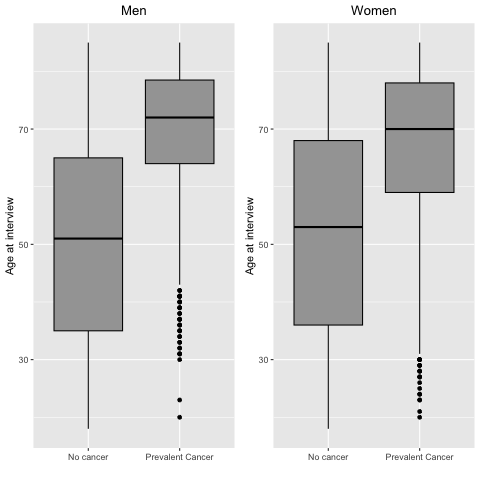 Men
Age at interview
70
50
30
No cancer
Prevalent Cancer
Women
Age at interview
70
50
30
No cancer
Prevalent Cancer